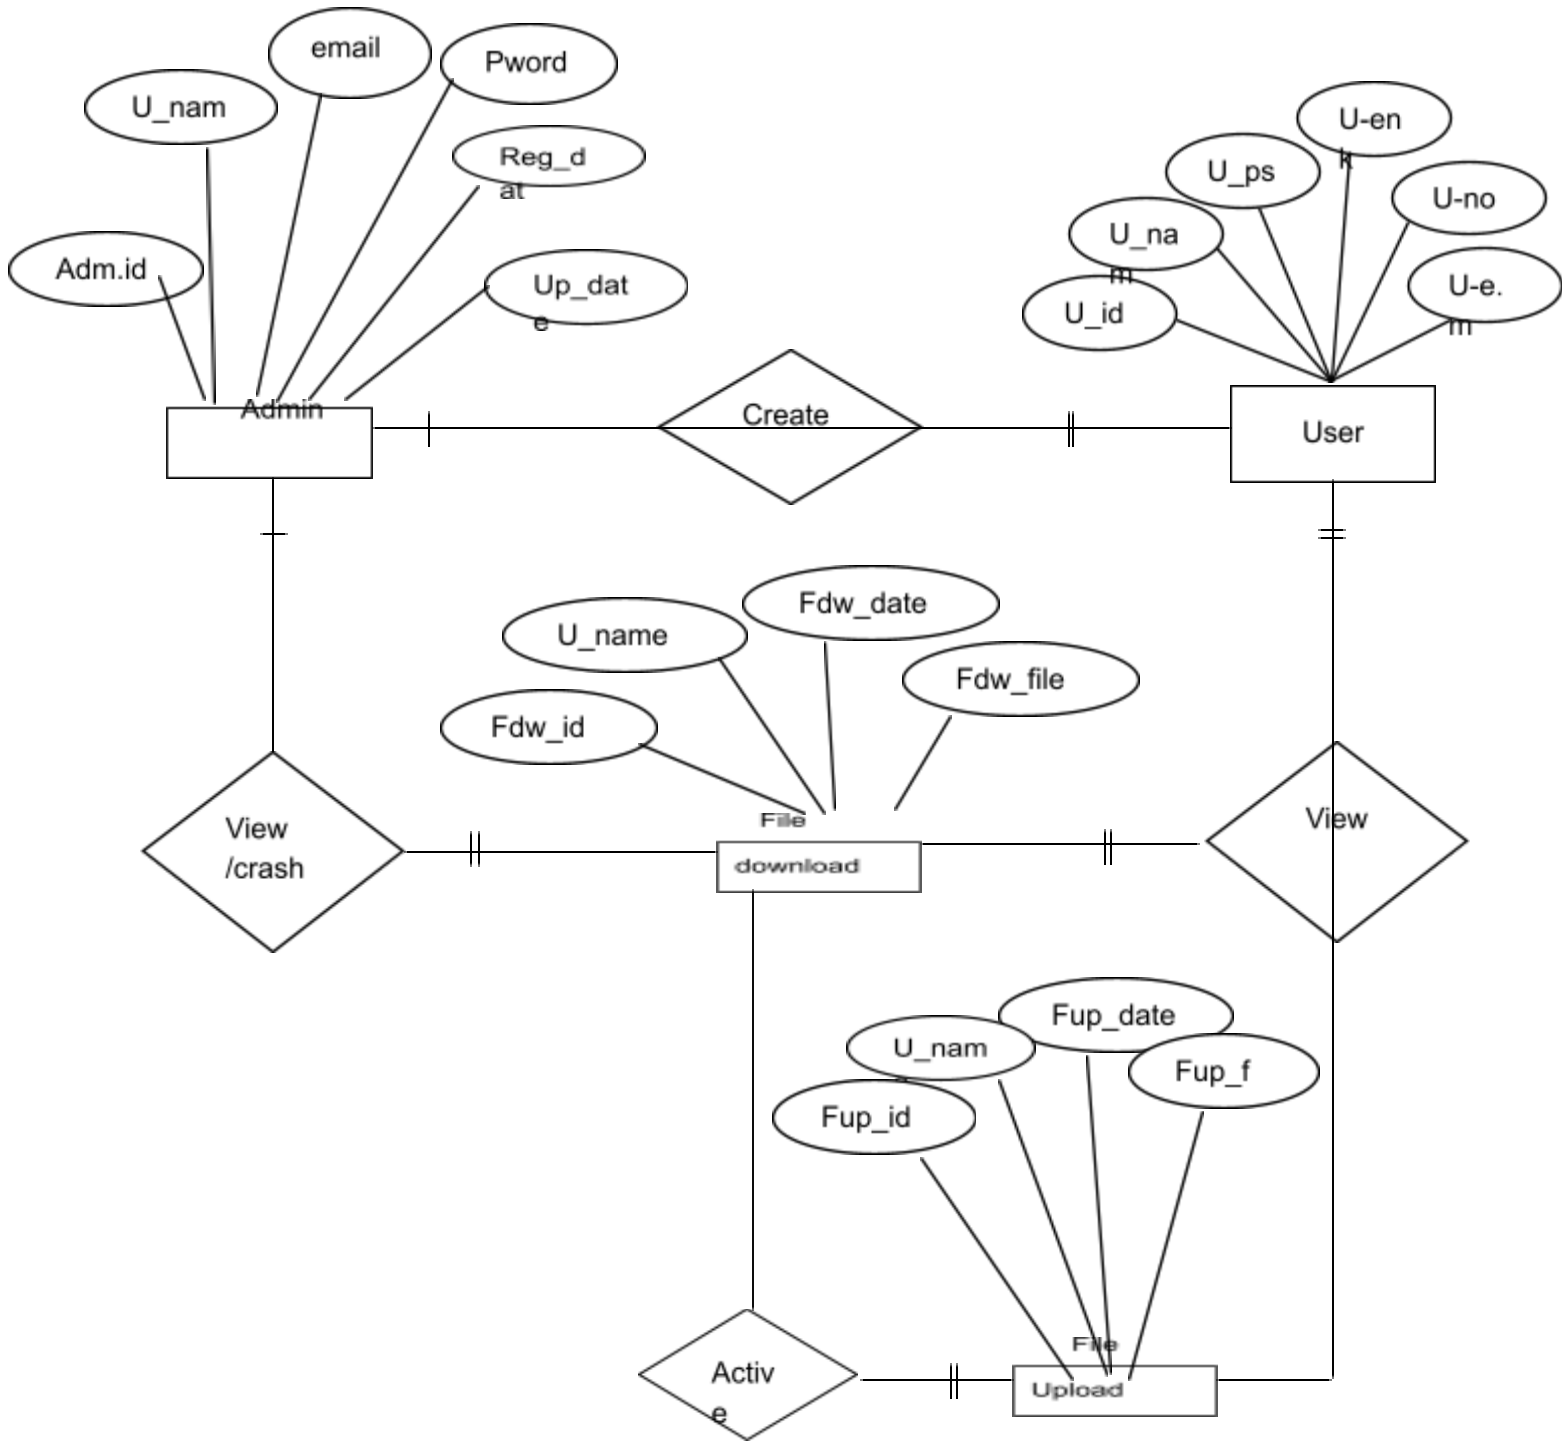 email
Pword
U_nam
Reg_d
at
Adm.id
Up_dat
e
U-en
k
U_ps
U-no
U_na
m
U-e.
m
U_id
Admin
Create
User
Fdw_date
U_name
Fdw_file
Fdw_id
File
download
View
/crash
View
Fup_date
U_nam
Fup_f
Fup_id
File
Upload
Activ
e